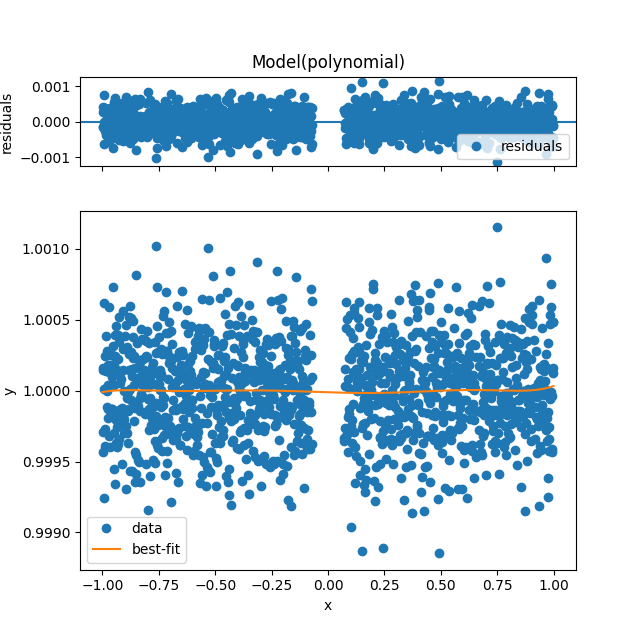 Model(polynomial)
0.001
0.000
−0.001
residuals
residuals
1.0010
1.0005
1.0000
0.9995
0.9990
y
data
best-fit
−1.00 −0.75 −0.50 −0.25 0.00 0.25 0.50 0.75 1.00
x